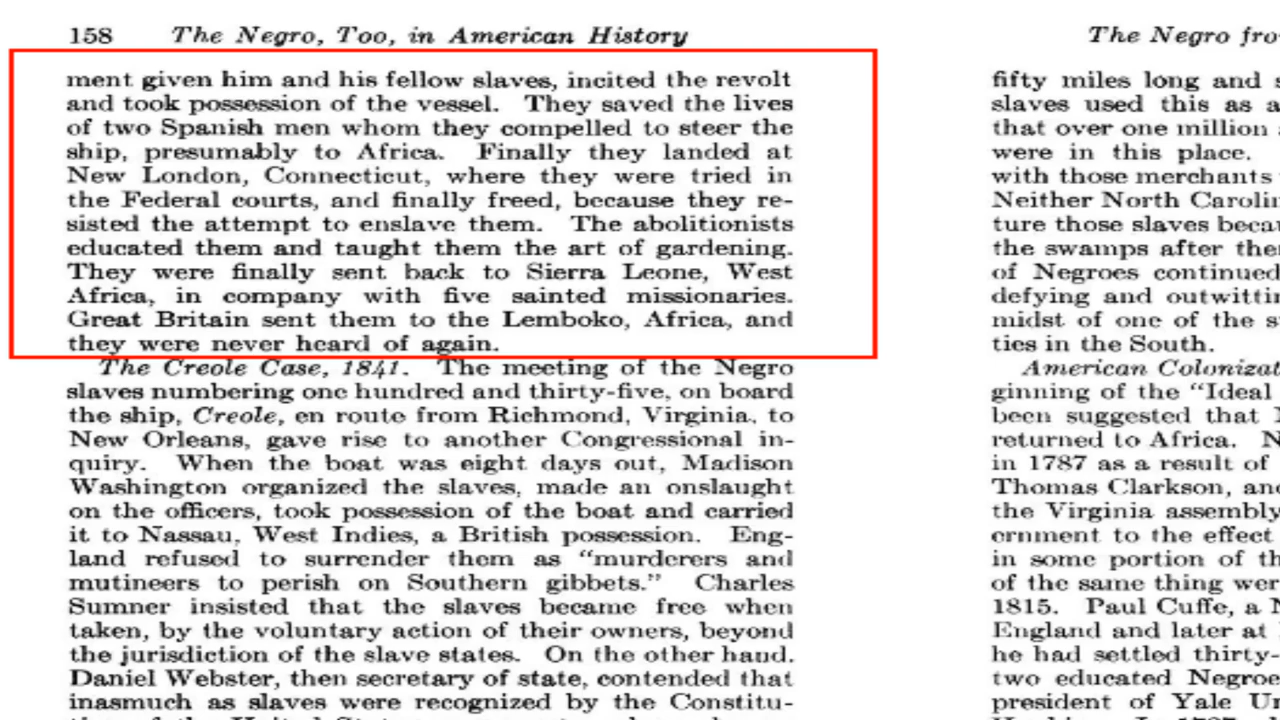 158 The Negro, Too, in American History
ment given him and his fellow slaves, incited the revolt
and took possession of the vessel. They saved the lives
of two Spanish men whom they compelled to steer the
ship, presumably to Africa. Finally they landed at
New London, Connecticut, where they were tried in
the Federal courts, and finally freed, because they re-
sisted the attempt to enslave them. The abolitionists
educated them and taught them the art of gardening.
They were finally sent back to Sierra Leone, West
Africa, in company with five sainted missionaries.
Great Britain sent them to the Lemboko, Africa, and
they were never heard of again.
The Creole Case, 1841. The meeting of the Negro
slaves numbering one hundred and thirty-five, on board
the ship, Creole, en route from Richmond, Virginia, to
New Orleans, gave rise to another Congressional in-
quiry. When the boat was eight days out, Madison
Washington organized the slaves, made an onslaught
on the officers, took possession of the boat and carried
it to Nassau, West Indies, a British possession. Eng-
land refused to surrender them as "murderers and
mutineers to perish on Southern gibbets." Charles
Sumner insisted that the slaves became free when
taken, by the voluntary action of their owners, beyond
the jurisdiction of the slave states. On the other hand.
Daniel Webster, then secretary of state, contended that
inasmuch as slaves were recognized by the Constitu-
The Negro fro
fifty miles long and s
slaves used this as a
that over one million
were in this place.
with those merchants
Neither North Carolin
ture those slaves becau
the swamps after the
of Negroes continued
defying and outwittin
midst of one of the s
ties in the South.
American Colonizat
ginning of the "Ideal
been suggested that
returned to Africa. N
in 1787 as a result of
Thomas Clarkson, and
the Virginia assembly
ernment to the effect
in some portion of th
of the same thing wer
1815. Paul Cuffe, a N
England and later at
he had settled thirty-
two educated Negroe
president of Yale Un